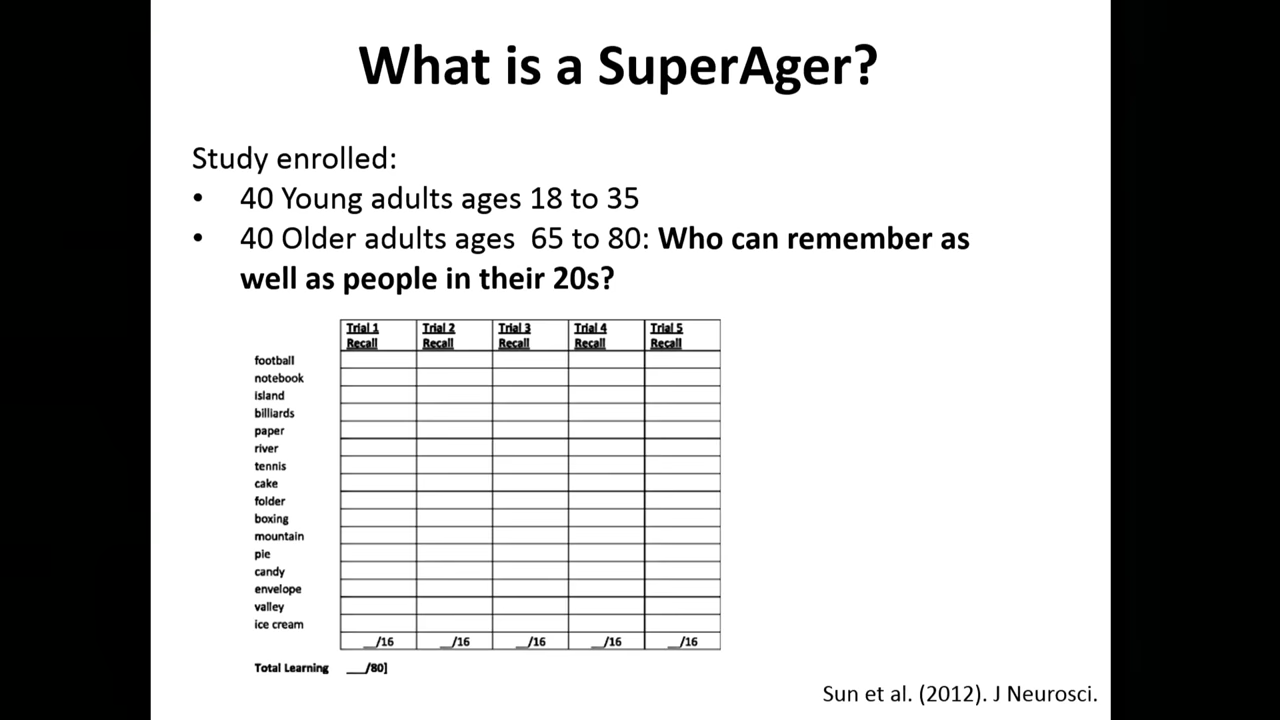 What is a SuperAger?
Study enrolled:
• 40 Young adults ages 18 to 35
• 40 Older adults ages 65 to 80: Who can remember as
well as people in their 20s?
Trial 1 Trial 2 Trial 3 Trial 4 Trial 5
Recall Recall Recall Recall Recall
football
notebook
island
billiards
paper
river
tennis
cake
folder
boxing
mountain
pie
candy
envelope
valley
ice cream
__/16 __/16 __/16 __/16 __/16
Total Learning ___/80]
Sun et al. (2012). J Neurosci.